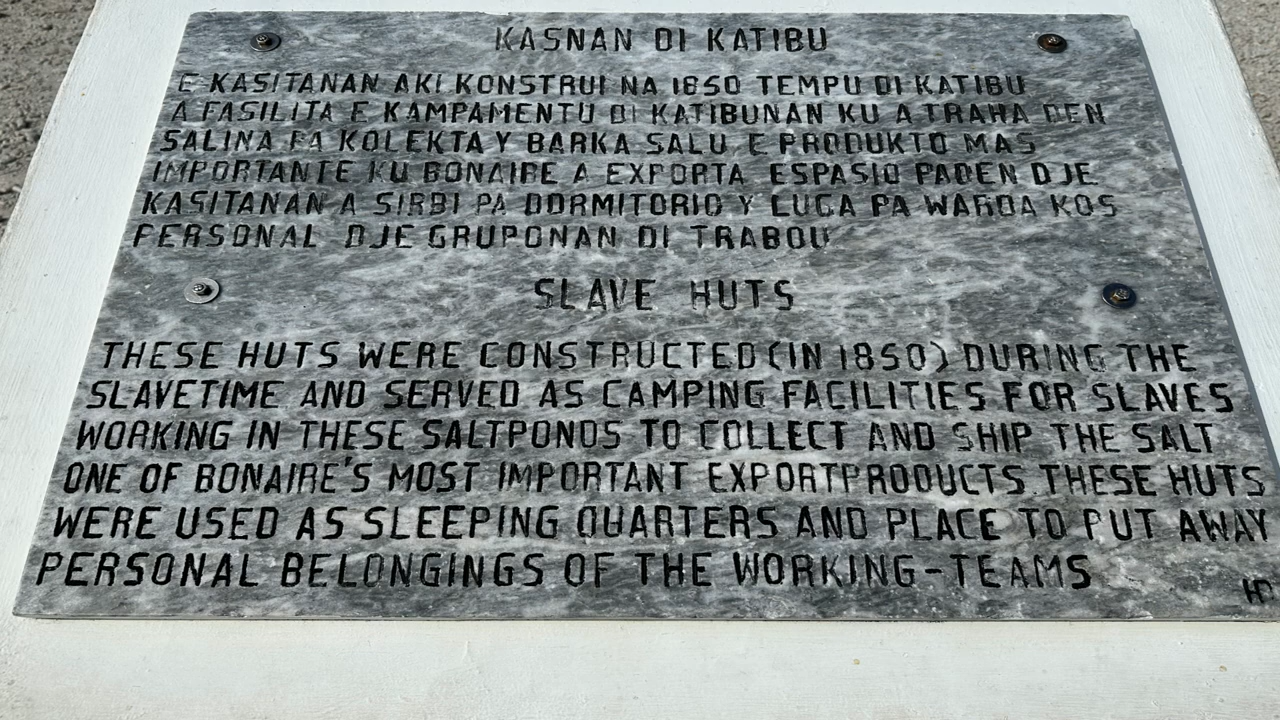 KASNAN DI KATIBU
E KASITANAN AKI KONSTRUI NA 1850 TEMPU DI KATIBU
A FASILITA E KAMPAMENTU DI KATIBUNAN KU A TRAHA DEN
SALINA PA KOLEKTA Y BARKA SALU E PRODUKTO MAS
IMPORTANTE KU BONAIRE A EXPORTA ESPASIO PADEN DJE
KASITANAN A SIRBI PA DORMITORIO Y LUGA PA WARDA KOS
PERSONAL DJE GRUPONAN DI TRABOU
SLAVE HUTS
THESE HUTS WERE CONSTRUCTED (IN 1850) DURING THE
SLAVETIME AND SERVED AS CAMPING FACILITIES FOR SLAVES
WORKING IN THESE SALTPONDS TO COLLECT AND SHIP THE SALT
ONE OF BONAIRE'S MOST IMPORTANT EXPORTPRODUCTS. THESE HUTS
WERE USED AS SLEEPING QUARTERS AND PLACE TO PUT AWAY
PERSONAL BELONGINGS OF THE WORKING-TEAMS